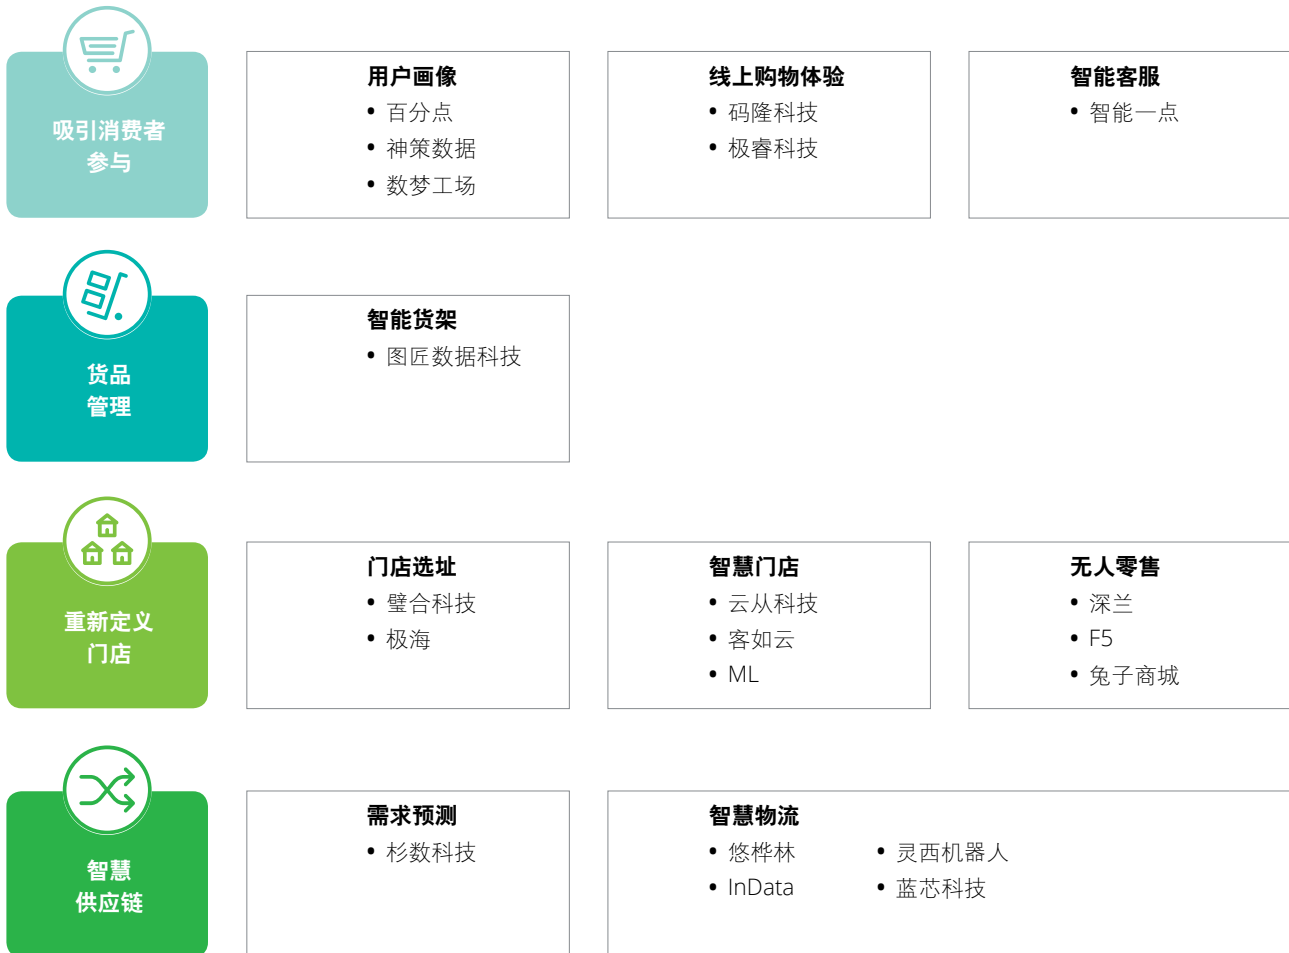 吸引消费者
参与
用户画像
• 百分点
• 神策数据
• 数梦工场
线上购物体验
• 码隆科技
• 极睿科技
智能客服
• 智能一点
货品
管理
智能货架
• 图匠数据科技
重新定义
门店
门店选址
• 璧合科技
• 极海
智慧门店
• 云从科技
• 客如云
• ML
无人零售
• 深兰
• F5
• 兔子商城
智慧
供应链
需求预测
• 杉数科技
智慧物流
• 悠桦林
• InData
• 灵西机器人
• 蓝芯科技